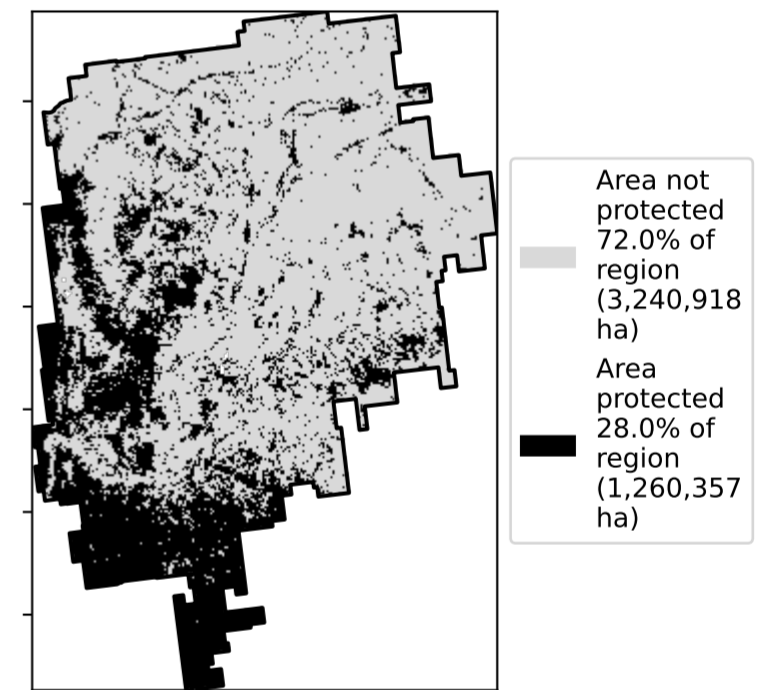 Area not
protected
72.0% of
region
(3,240,918
ha)
Area
protected
28.0% of
region
(1,260,357
ha)